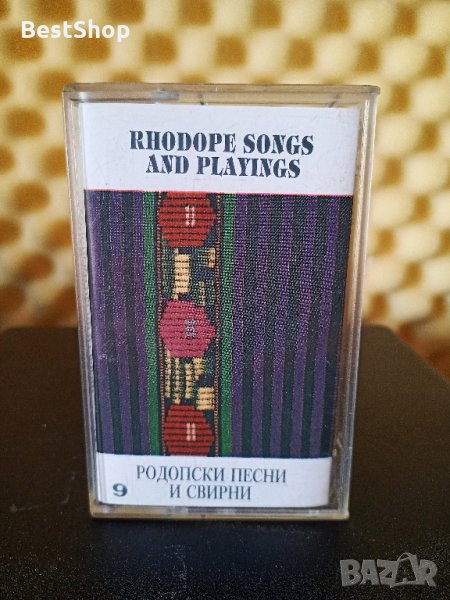 BestShop
RHODOPE SONGS
AND PLAYINGS
9
РОДОПСКИ ПЕСНИ
И СВИРНИ
BAZAR